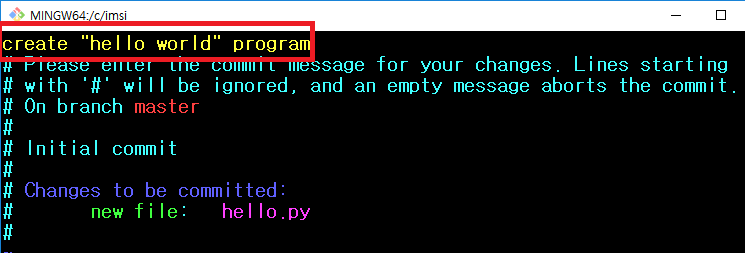 MINGW64:/c/imsi
create "hello world" program
# Please enter the commit message for your changes. Lines starting
# with '#' will be ignored, and an empty message aborts the commit.
# On branch master
#
# Initial commit
#
# Changes to be committed:
#       new file:   hello.py
#